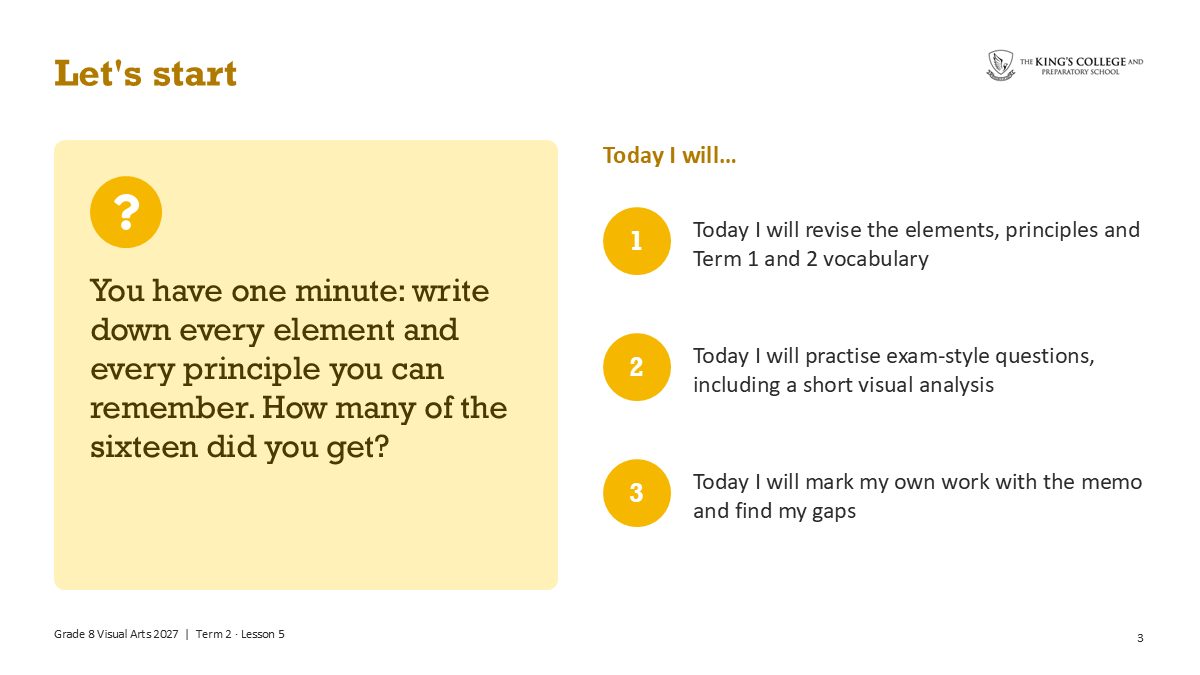 Let's start
THE KING'S COLLEGE AND
PREPARATORY SCHOOL
?
You have one minute: write
down every element and
every principle you can
remember. How many of the
sixteen did you get?
Today I will...
1
Today I will revise the elements, principles and
Term 1 and 2 vocabulary
2
Today I will practise exam-style questions,
including a short visual analysis
3
Today I will mark my own work with the memo
and find my gaps
Grade 8 Visual Arts 2027 | Term 2 · Lesson 5
3